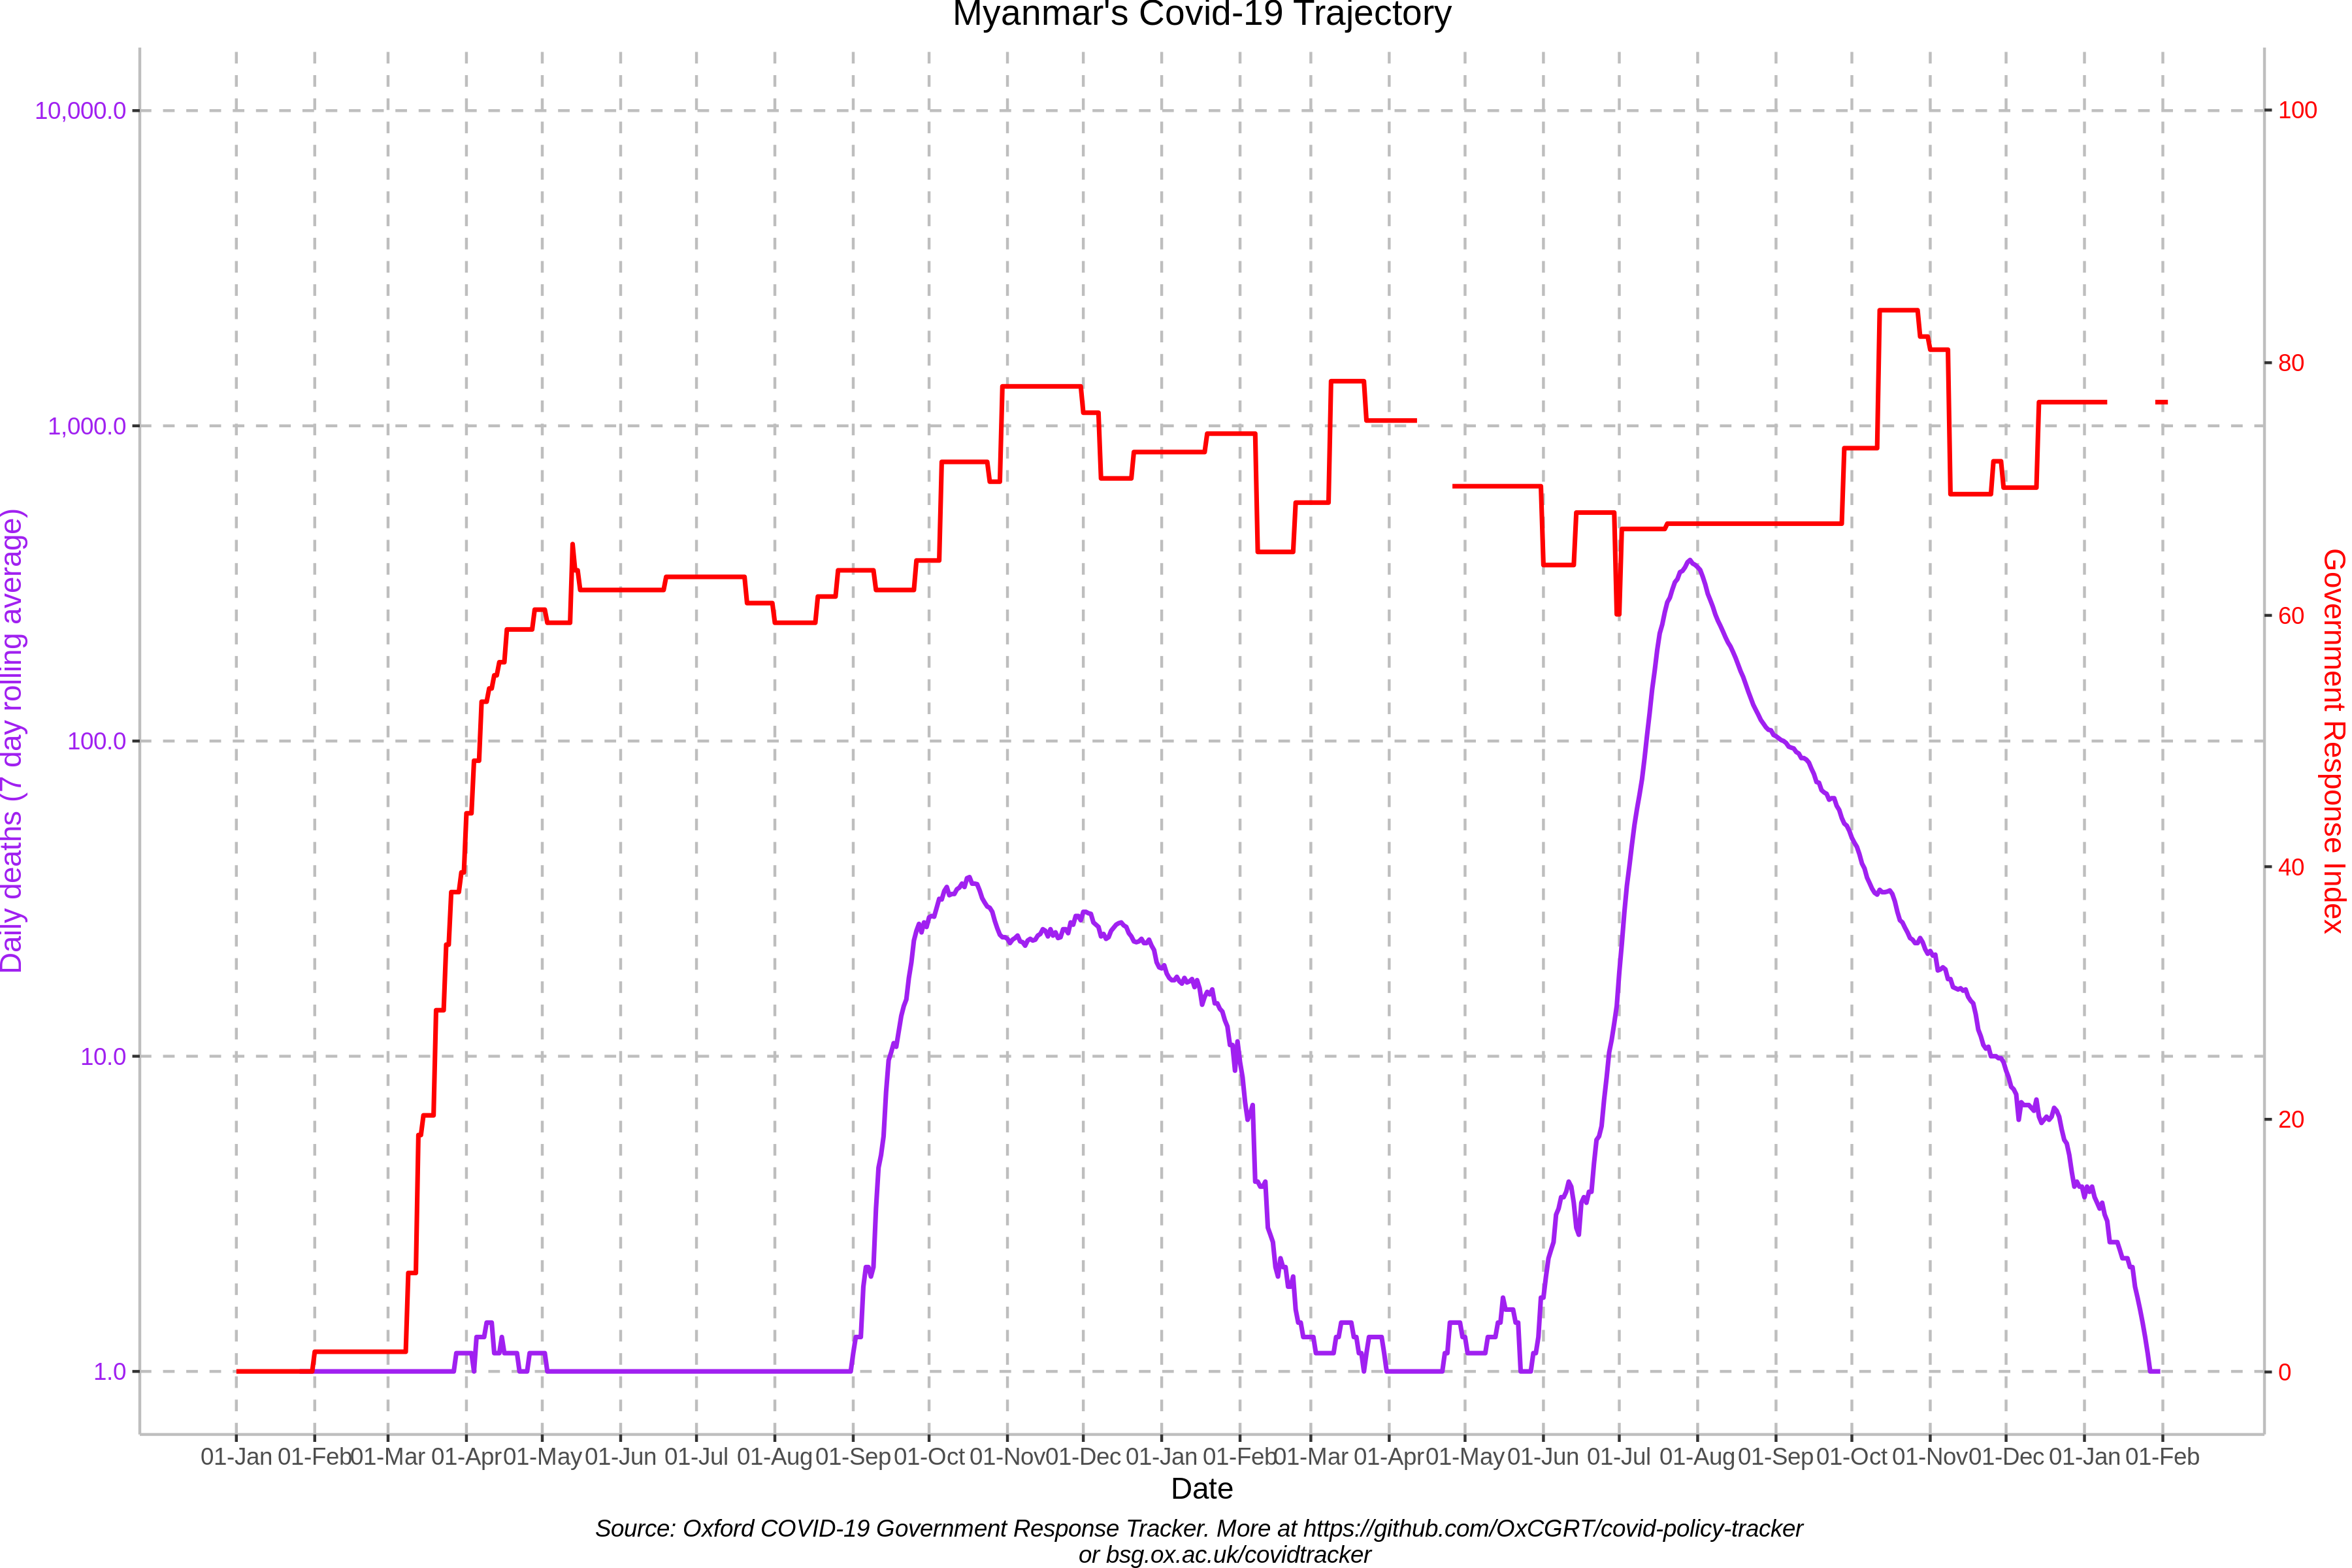 Myanmar's Covid-19 Trajectory
10,000.0
1,000.0
100.0
10.0
1.0
Daily deaths (7 day rolling average)
100
80
60
40
20
0
Government Response Index
01-Jan 01-Feb 01-Mar 01-Apr 01-May 01-Jun 01-Jul 01-Aug 01-Sep 01-Oct 01-Nov 01-Dec 01-Jan 01-Feb 01-Mar 01-Apr 01-May 01-Jun 01-Jul 01-Aug 01-Sep 01-Oct 01-Nov 01-Dec 01-Jan 01-Feb
Date
Source: Oxford COVID-19 Government Response Tracker. More at https://github.com/OxCGRT/covid-policy-tracker
or bsg.ox.ac.uk/covidtracker